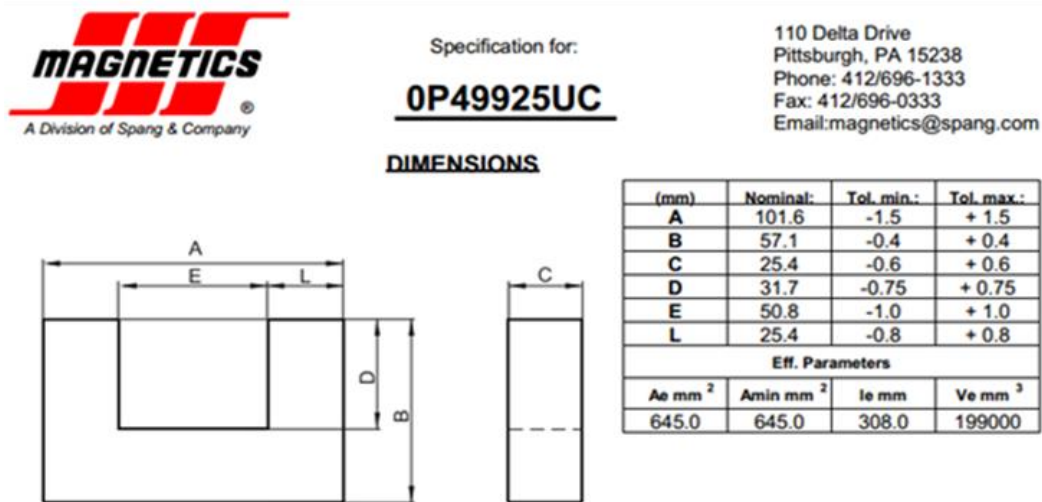 MAGNETICS
®
A Division of Spang & Company
Specification for:
0P49925UC
110 Delta Drive
Pittsburgh, PA 15238
Phone: 412/696-1333
Fax: 412/696-0333
Email:magnetics@spang.com
DIMENSIONS
(mm) Nominal: Tol. min.: Tol. max.:
A 101.6 -1.5 + 1.5
B 57.1 -0.4 + 0.4
C 25.4 -0.6 + 0.6
D 31.7 -0.75 + 0.75
E 50.8 -1.0 + 1.0
L 25.4 -0.8 + 0.8
Eff. Parameters
Ae mm 2 Amin mm 2 le mm Ve mm 3
645.0 645.0 308.0 199000
A
E L C
D
B